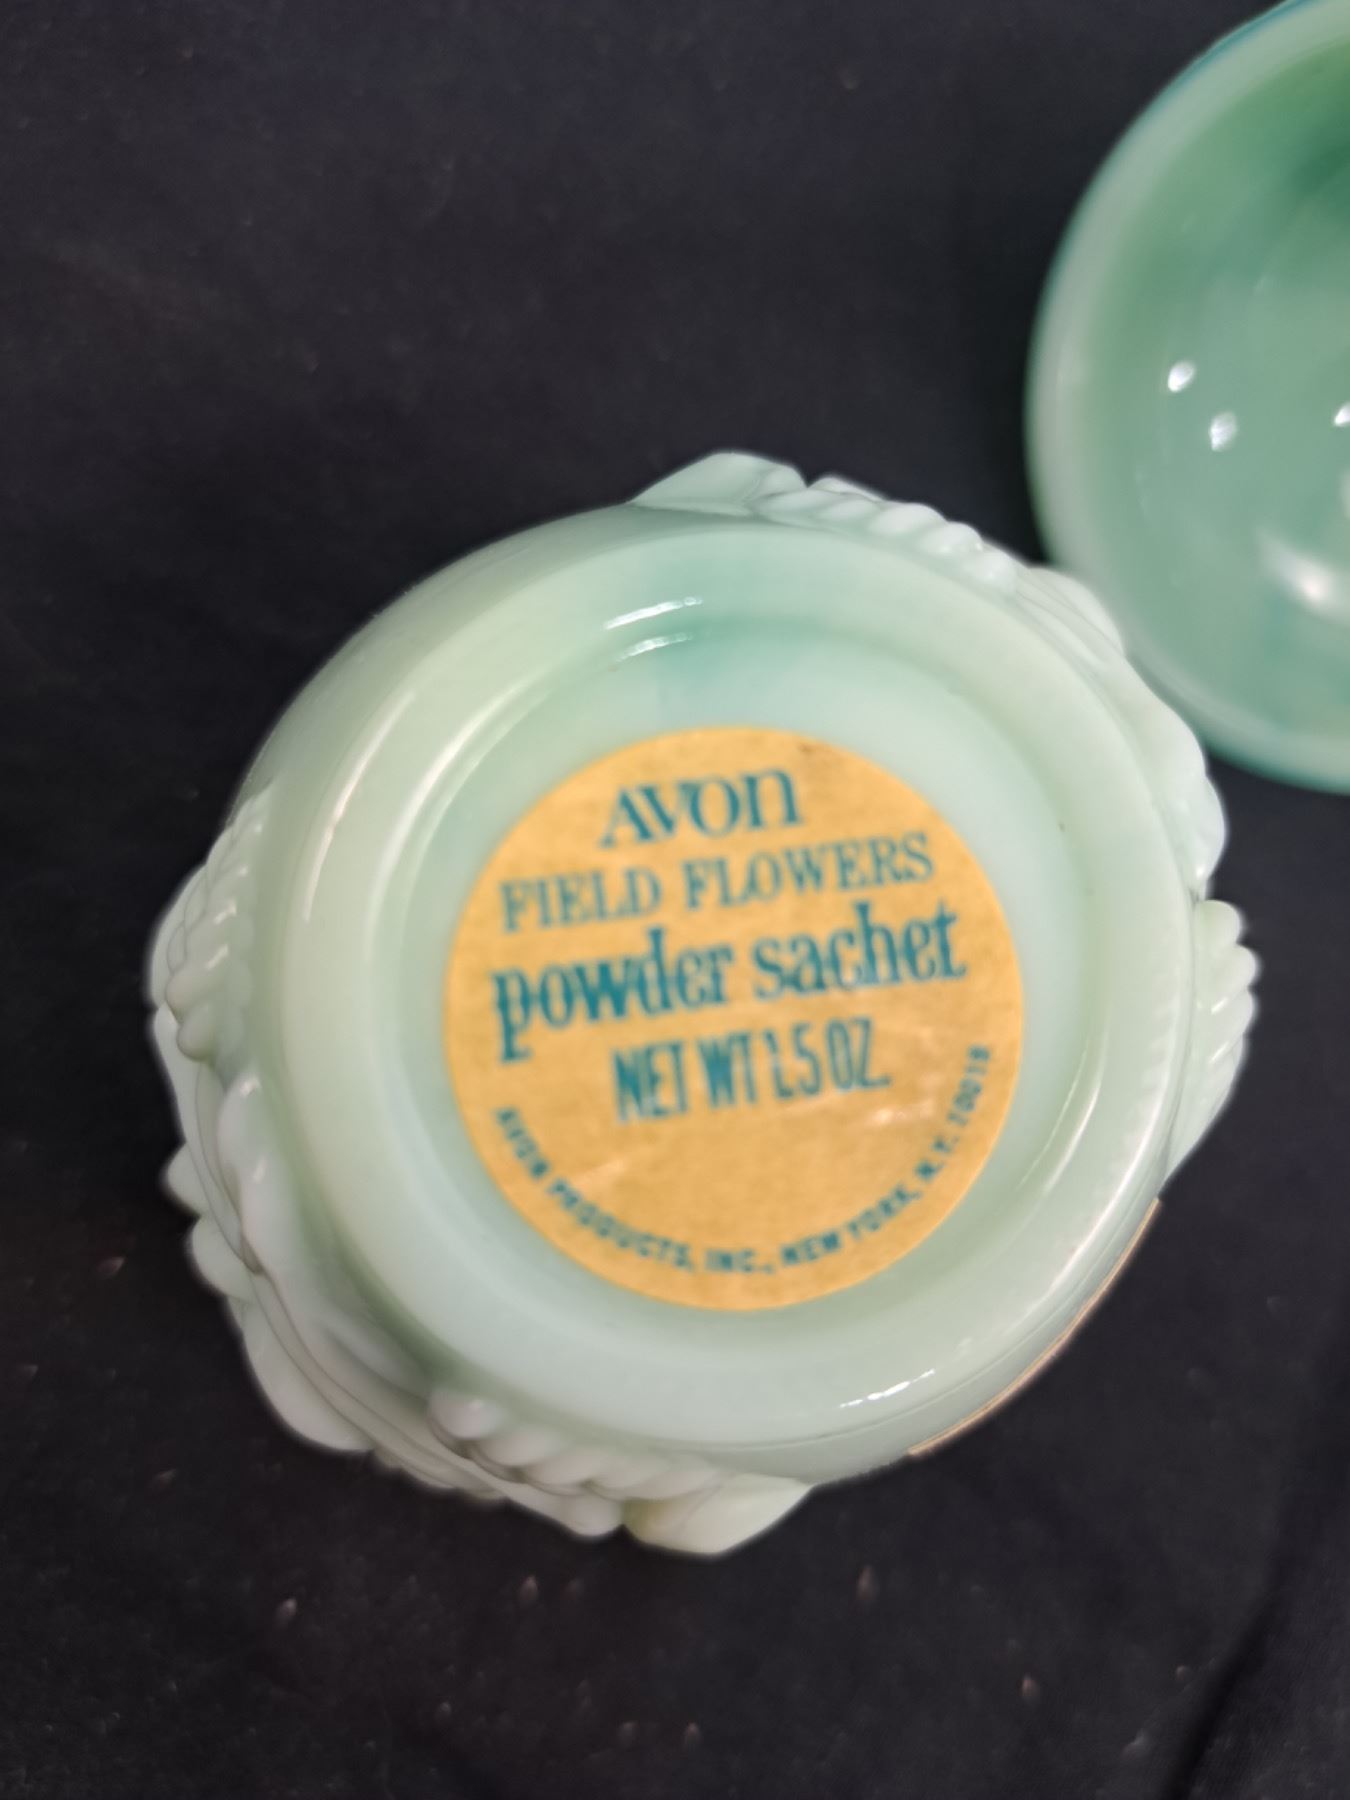 AVON
FIELD FLOWERS
powder sachet
NET WT 1.5 OZ.
AVON PRODUCTS, INC., NEW YORK, N.Y. 10019